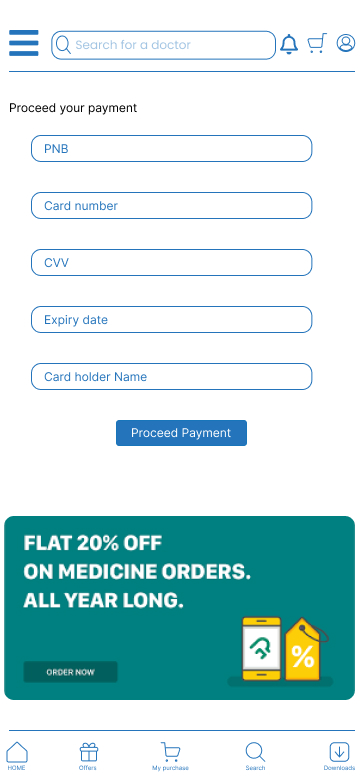 Search for a doctor
Proceed your payment
PNB
Card number
CVV
Expiry date
Card holder Name
Proceed Payment
FLAT 20% OFF
ON MEDICINE ORDERS.
ALL YEAR LONG.
%
ORDER NOW
HOME
Offers
My purchase
Search
Downloads